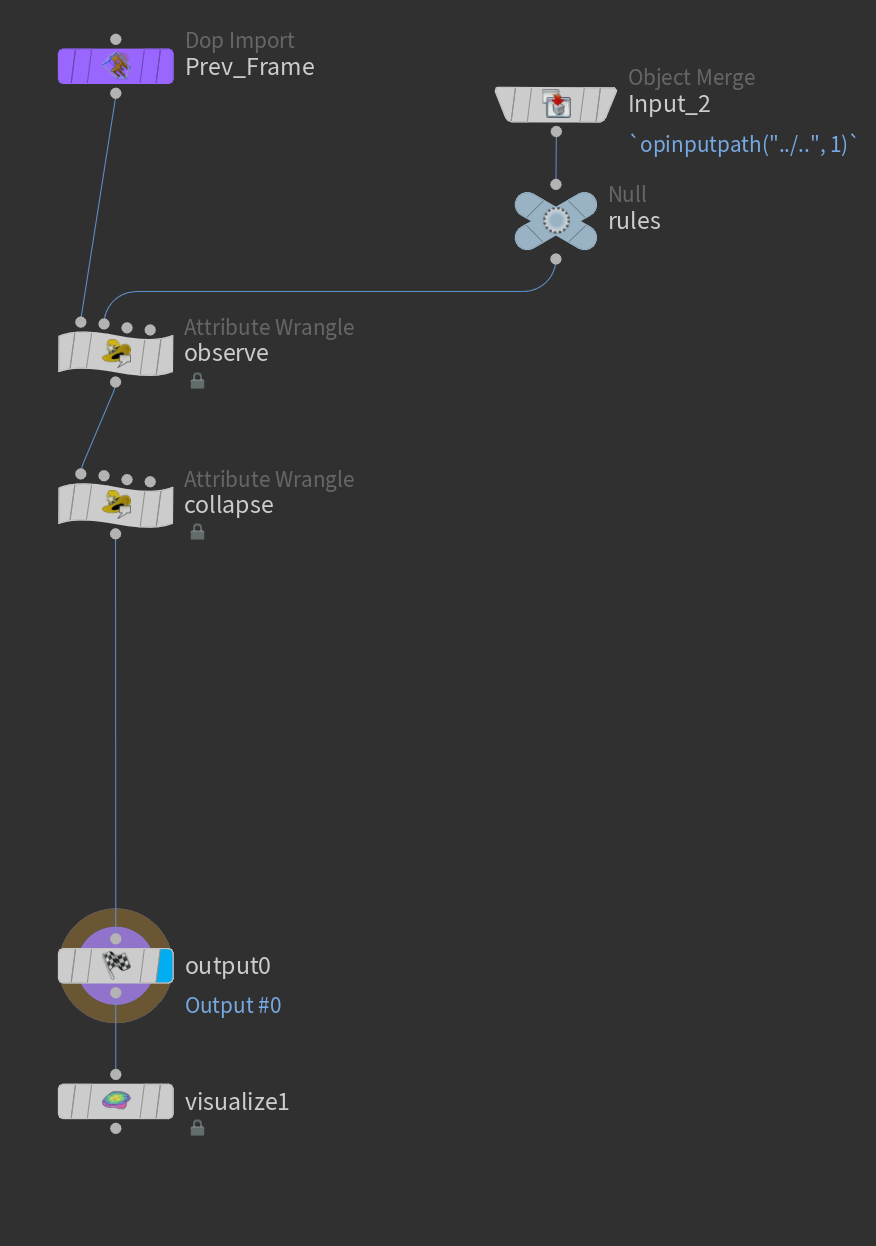 Dop Import
Prev_Frame
Object Merge
Input_2
`opinputpath("../..", 1)`
Null
rules
Attribute Wrangle
observe
Attribute Wrangle
collapse
output0
Output #0
visualize1